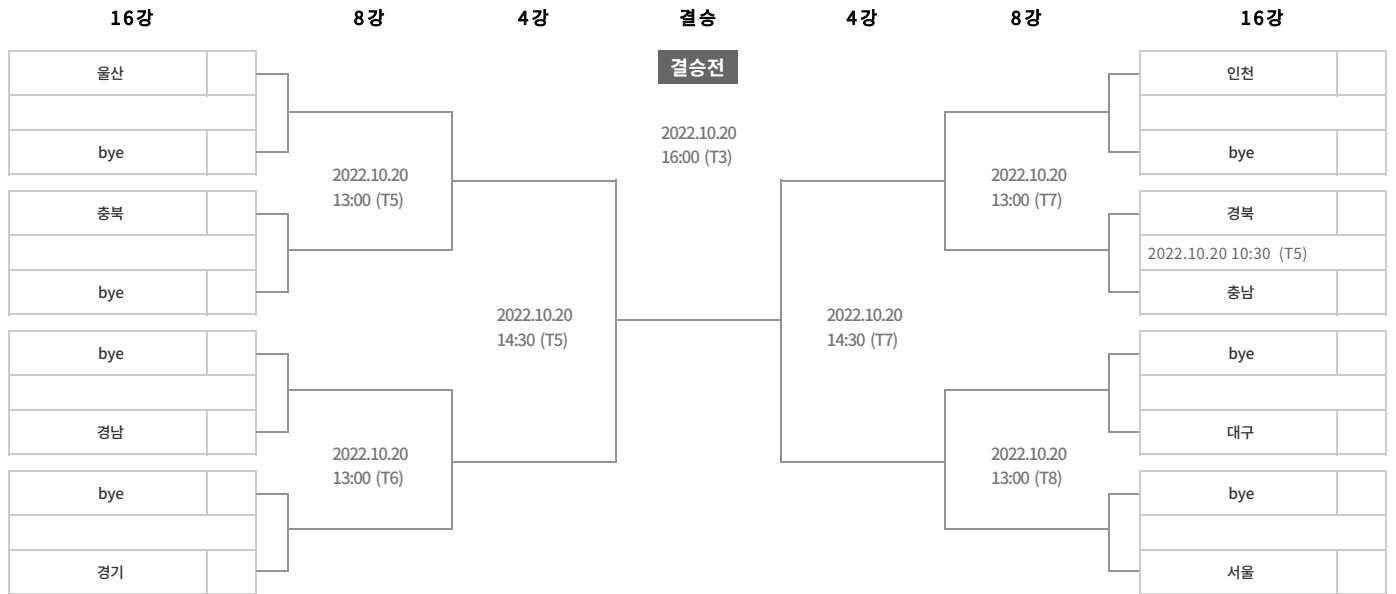 16강 8강 4강 결승 4강 8강 16강
결승전
울산
bye
충북
bye
bye
경남
bye
경기
2022.10.20
13:00 (T5)
2022.10.20
13:00 (T6)
2022.10.20
14:30 (T5)
2022.10.20
16:00 (T3)
2022.10.20
14:30 (T7)
2022.10.20
13:00 (T7)
2022.10.20
13:00 (T8)
인천
bye
경북
2022.10.20 10:30 (T5)
충남
bye
대구
bye
서울